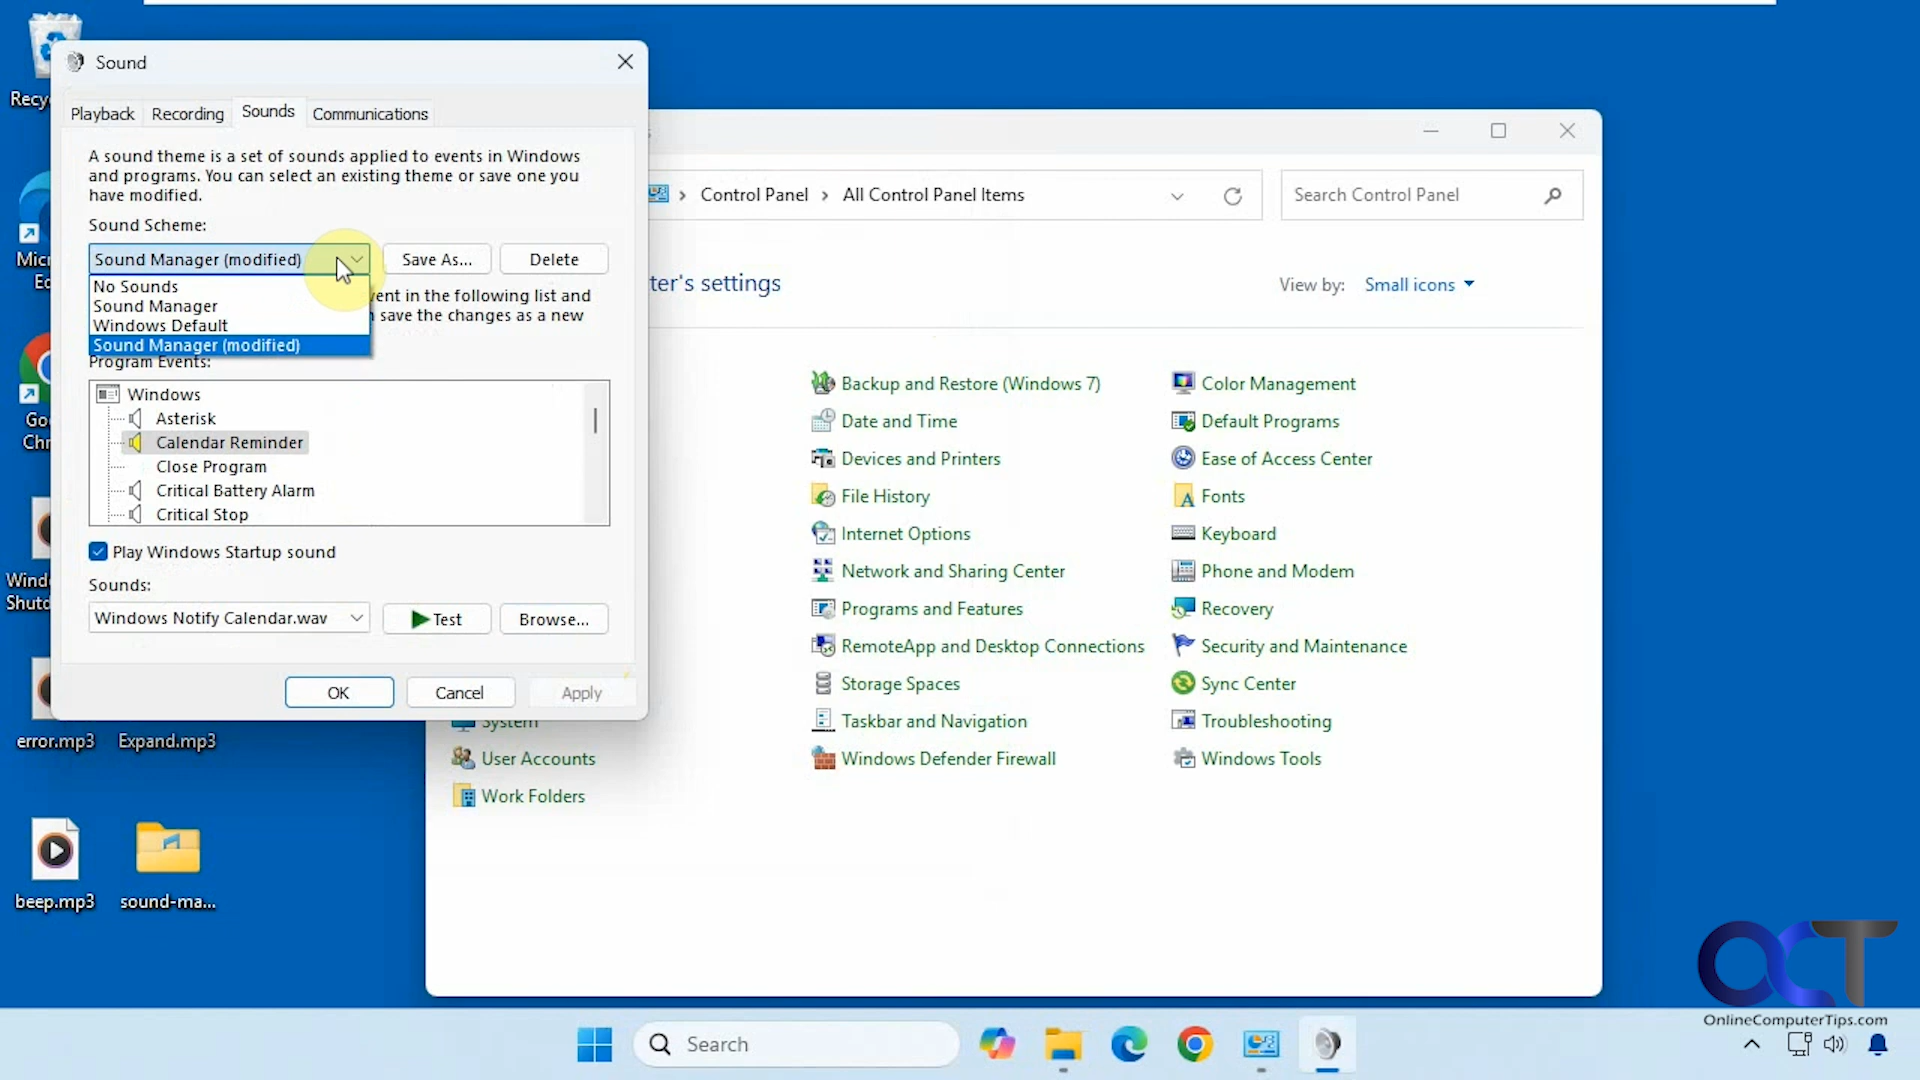 Recy
Sound
Playback
Recording
Sounds
Communications
A sound theme is a set of sounds applied to events in Windows
and programs. You can select an existing theme or save one you
have modified.
Sound Scheme:
Sound Manager (modified)
Save As...
Delete
No Sounds
Sound Manager
Windows Default
Sound Manager (modified)
ent in the following list and
save the changes as a new
Program Events:
Windows
Asterisk
Calendar Reminder
Close Program
Critical Battery Alarm
Critical Stop
Play Windows Startup sound
Sounds:
Windows Notify Calendar.wav
Test
Browse...
OK
Cancel
Apply
Control Panel
All Control Panel Items
Search Control Panel
ter's settings
View by:
Small icons
Backup and Restore (Windows 7)
Color Management
Date and Time
Default Programs
Devices and Printers
Ease of Access Center
File History
Fonts
Internet Options
Keyboard
Network and Sharing Center
Phone and Modem
Programs and Features
Recovery
RemoteApp and Desktop Connections
Security and Maintenance
Storage Spaces
Sync Center
System
Taskbar and Navigation
Troubleshooting
User Accounts
Windows Defender Firewall
Windows Tools
Work Folders
Micr
Ed
Goo
Chr
Wind
Shutd
error.mp3
Expand.mp3
beep.mp3
sound-ma...
OCT
OnlineComputerTips.com
Search